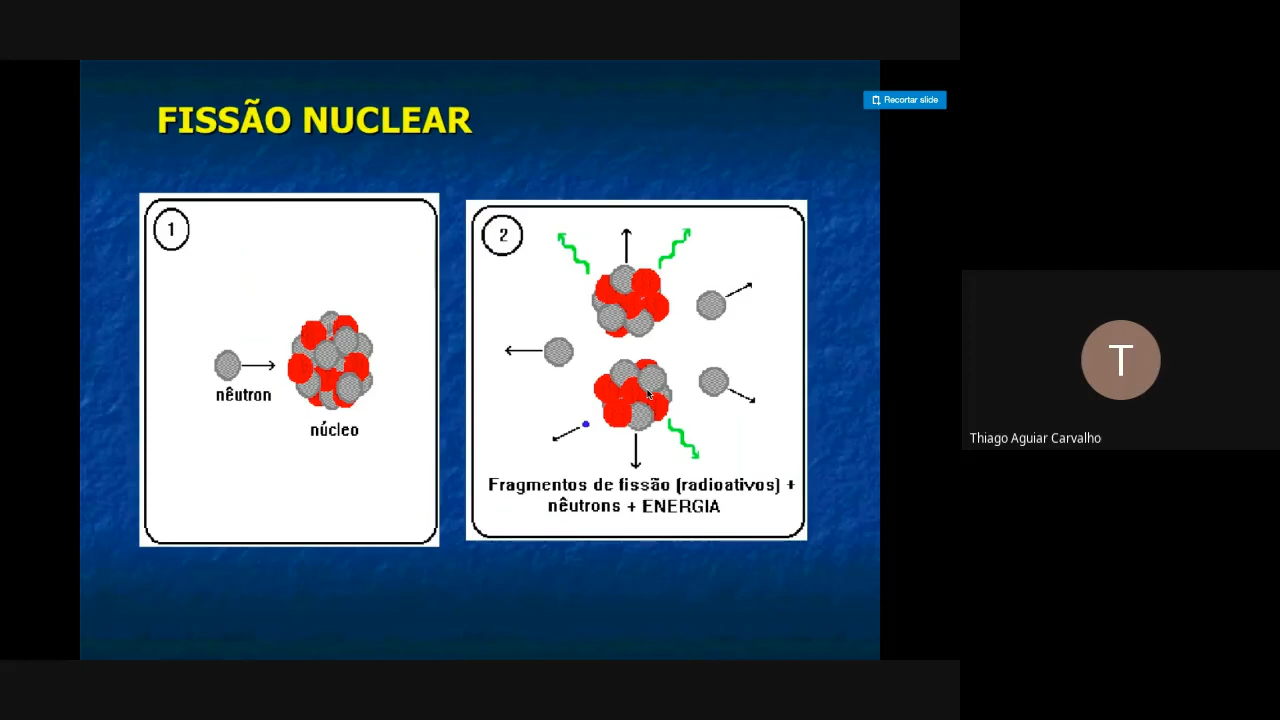 FISSÃO NUCLEAR
Recortar slide
1
nêutron
núcleo
2
Fragmentos de fissão (radioativos) +
nêutrons + ENERGIA
T
Thiago Aguiar Carvalho